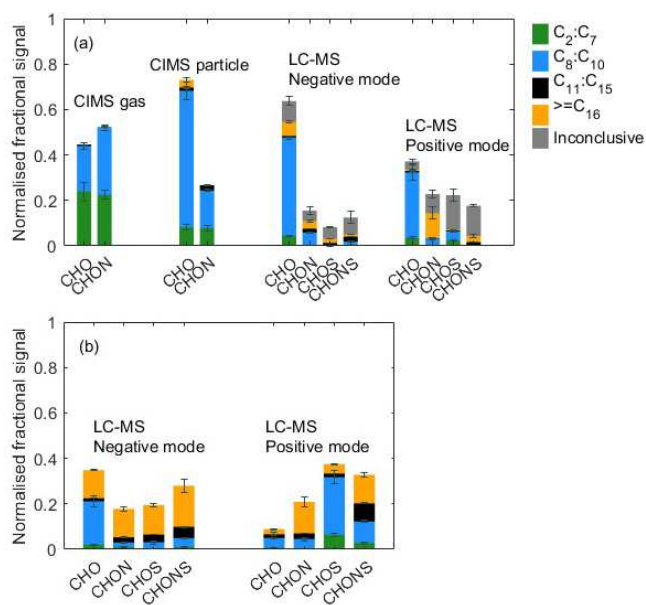 (a)
CIMS gas
CIMS particle
LC-MS
Negative mode
LC-MS
Positive mode
Normalised fractional signal
1
0.8
0.6
0.4
0.2
0
CHO
CHON
CHO
CHON
CHO
CHON
CHOS
CHONS
CHO
CHON
CHOS
CHONS
C2:C7
C8:C10
C11:C15
>=C16
Inconclusive
(b)
LC-MS
Negative mode
LC-MS
Positive mode
Normalised fractional signal
1
0.8
0.6
0.4
0.2
0
CHO
CHON
CHOS
CHONS
CHO
CHON
CHOS
CHONS